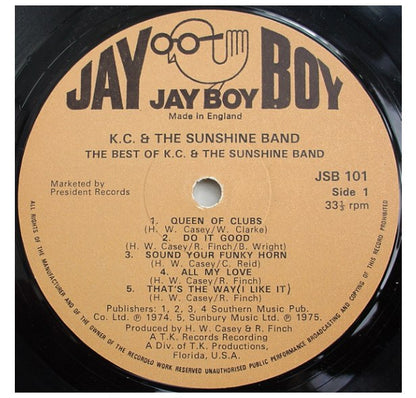 JAY BOY
JAY BOY
Made in England
K.C. & THE SUNSHINE BAND
THE BEST OF K.C. & THE SUNSHINE BAND
JSB 101
Marketed by
President Records
Side 1
33⅓ rpm
1. QUEEN OF CLUBS
(H. W. Casey/W. Clarke)
2. DO IT GOOD
(H. W. Casey/R. Finch/B. Wright)
3. SOUND YOUR FUNKY HORN
(H. W. Casey/C. Reid)
4. ALL MY LOVE
(H. W. Casey/R. Finch)
5. THAT'S THE WAY(I LIKE IT)
(H. W. Casey/R. Finch)
Publishers: 1, 2, 3, 4 Southern Music Pub.
Co. Ltd ℗ 1974. 5, Sunbury Music Ltd. ℗ 1975.
Produced by H. W. Casey & R. Finch
A T.K. Records Recording
A Div. of T.K. Productions,
Florida, U.S.A.
ALL RIGHTS OF THE MANUFACTURER AND OF THE OWNER OF THE RECORDED WORK RESERVED UNAUTHORISED PUBLIC PERFORMANCE BROADCASTING AND COPYING OF THIS RECORD PROHIBITED